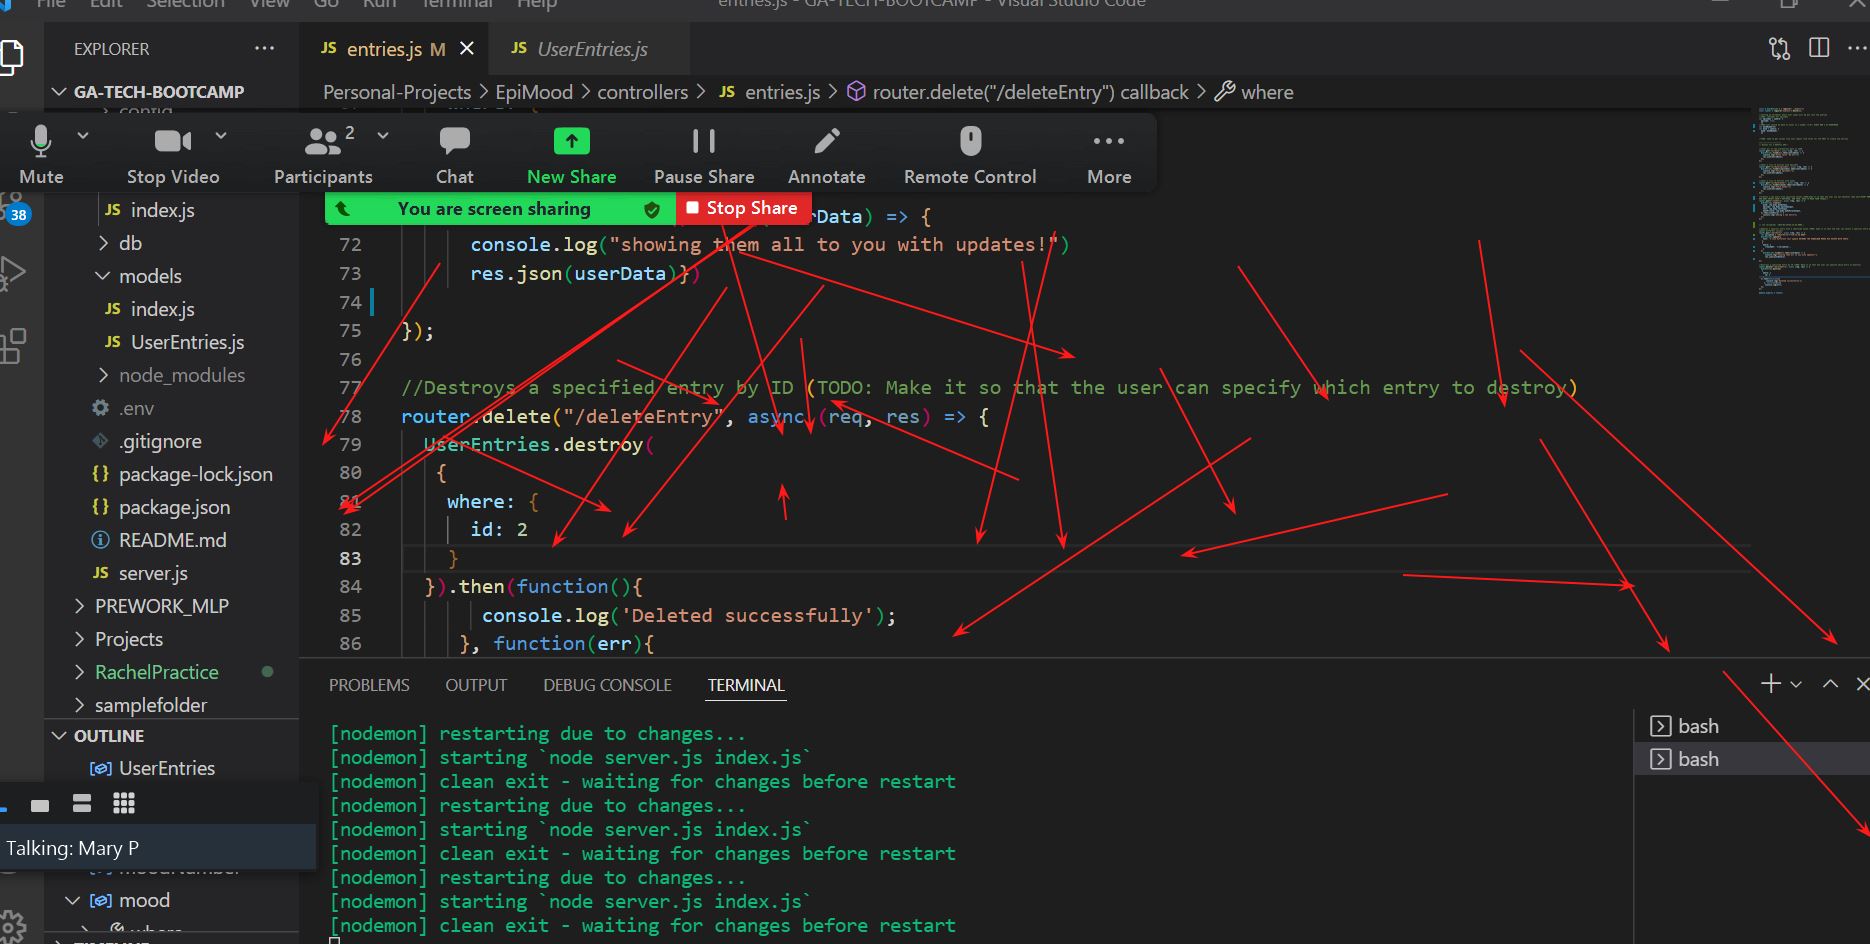 File Edit Selection View Go Run Terminal Help entries.js - GA-TECH-BOOTCAMP - Visual Studio Code
EXPLORER
JS entries.js M
JS UserEntries.js
GA-TECH-BOOTCAMP
Personal-Projects > EpiMood > controllers > JS entries.js > router.delete("/deleteEntry") callback > where
config
2
Mute
Stop Video
Participants
Chat
New Share
Pause Share
Annotate
Remote Control
More
You are screen sharing
Stop Share
38
JS index.js
db
models
JS index.js
JS UserEntries.js
node_modules
.env
.gitignore
{} package-lock.json
{} package.json
README.md
JS server.js
PREWORK_MLP
Projects
RachelPractice
samplefolder
OUTLINE
UserEntries
Talking: Mary P
mood
where
TIMELINE
rData) => {
72 console.log("showing them all to you with updates!")
73 res.json(userData)})
74
75 });
76
77 //Destroys a specified entry by ID (TODO: Make it so that the user can specify which entry to destroy)
78 router.delete("/deleteEntry", async (req, res) => {
79 UserEntries.destroy(
80 {
81 where: {
82 id: 2
83 }
84 }).then(function(){
85 console.log('Deleted successfully');
86 }, function(err){
PROBLEMS OUTPUT DEBUG CONSOLE TERMINAL
[nodemon] restarting due to changes...
[nodemon] starting `node server.js index.js`
[nodemon] clean exit - waiting for changes before restart
[nodemon] restarting due to changes...
[nodemon] starting `node server.js index.js`
[nodemon] clean exit - waiting for changes before restart
[nodemon] restarting due to changes...
[nodemon] starting `node server.js index.js`
[nodemon] clean exit - waiting for changes before restart
bash
bash